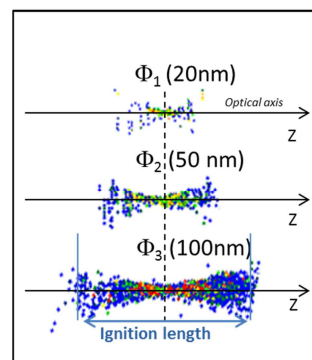 Φ₁ (20nm)
Optical axis
Z
Φ₂ (50 nm)
Z
Φ₃ (100nm)
Z
Ignition length